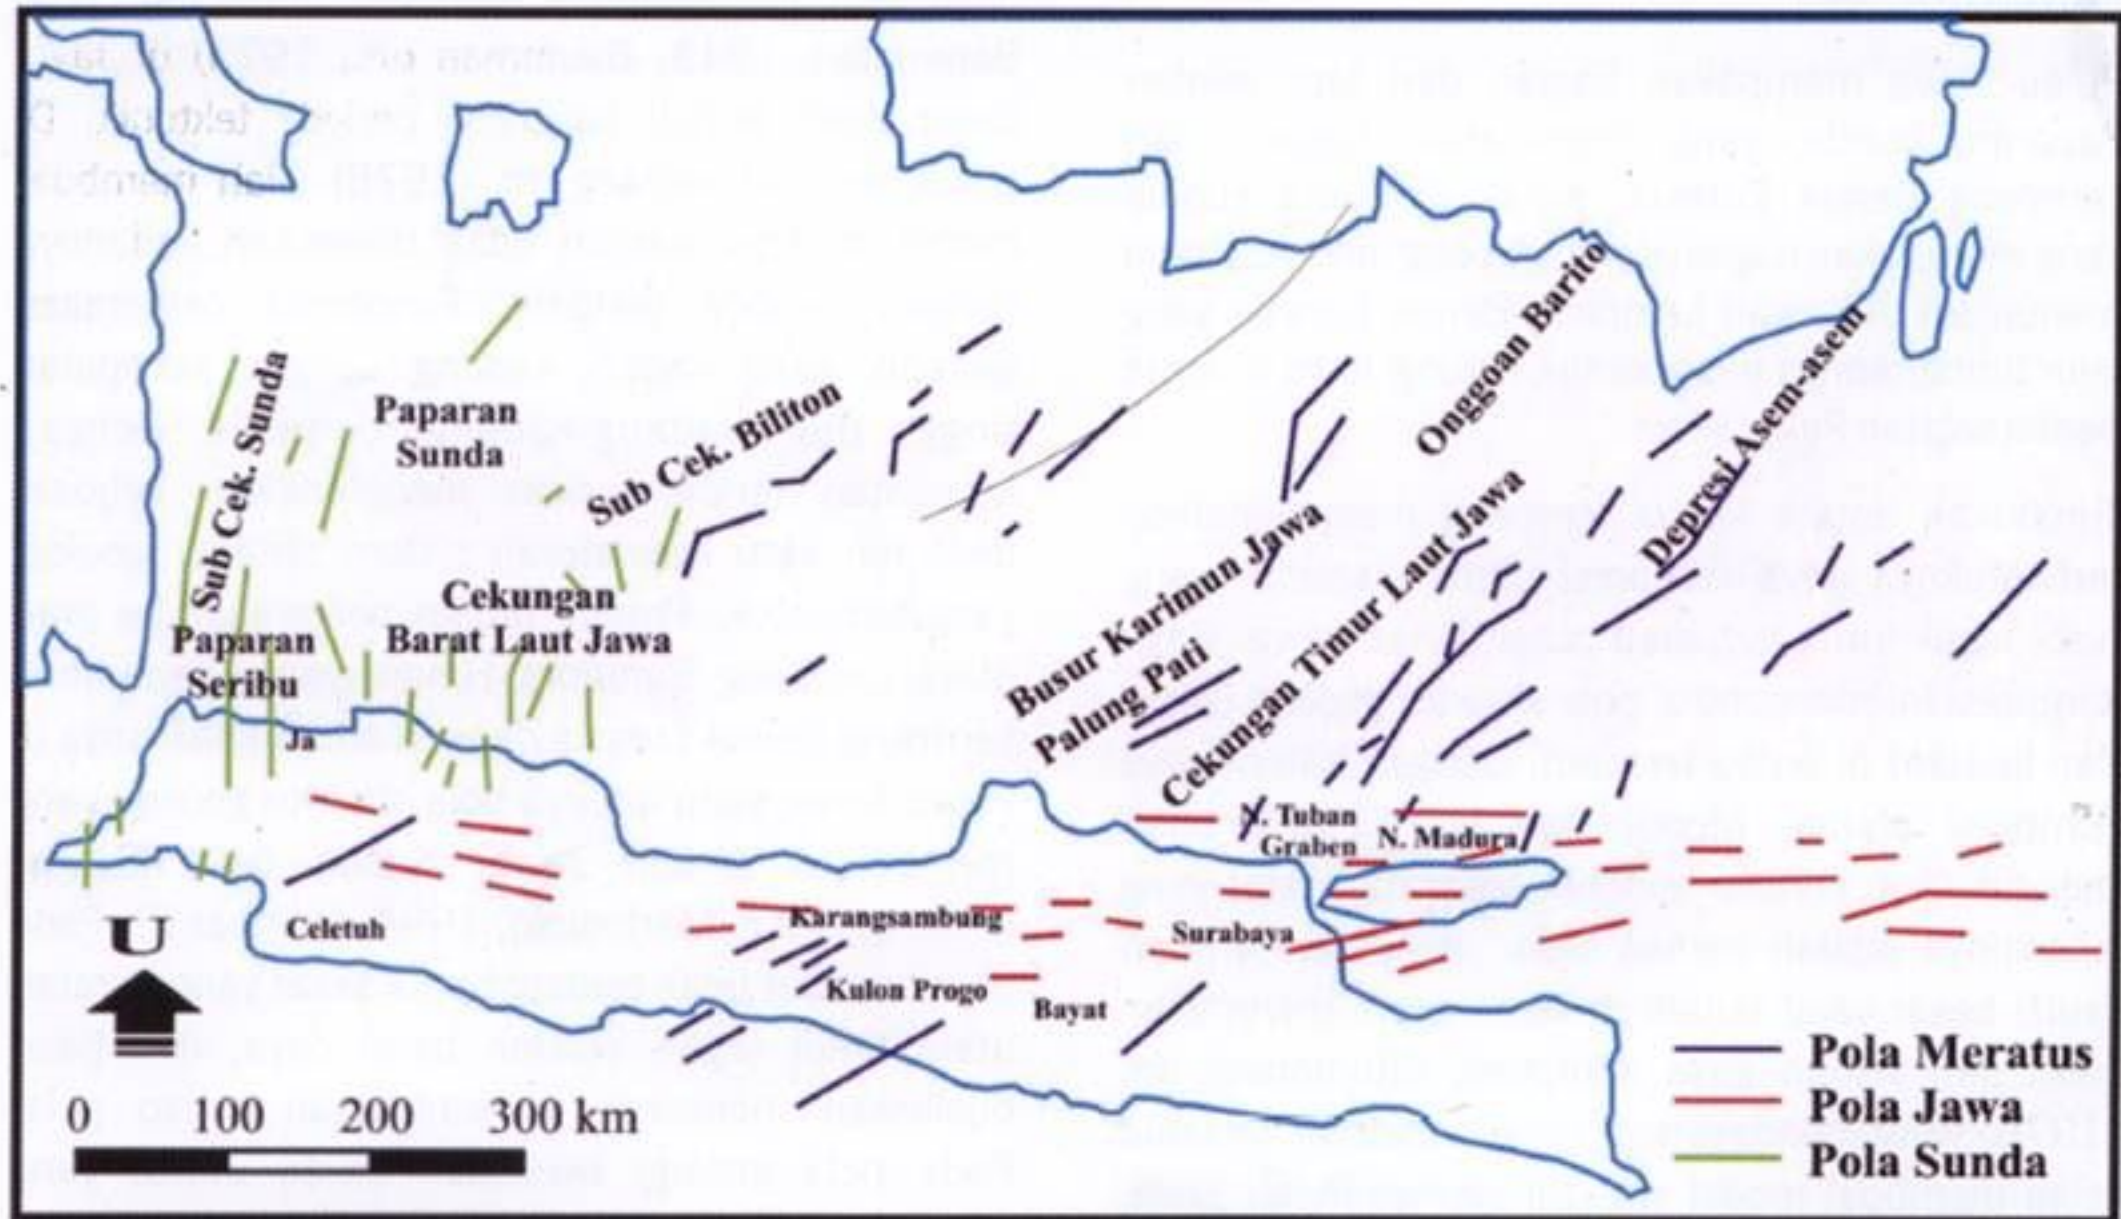 Sub Cek. Sunda
Paparan
Sunda
Sub Cek. Biliton
Onggoan Barito
Depresi Asem-asem
Cekungan
Barat Laut Jawa
Paparan
Seribu
Ja
Busur Karimun Jawa
Palung Pati
Cekungan Timur Laut Jawa
N. Tuban
Graben
N. Madura
Celetuh
Karangsambung
Surabaya
Kulon Progo
Bayat
U
0 100 200 300 km
Pola Meratus
Pola Jawa
Pola Sunda